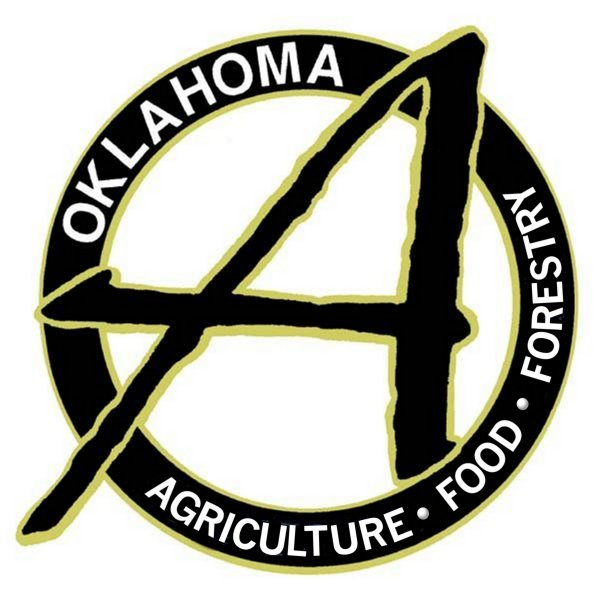 OKLAHOMA
A
AGRICULTURE • FOOD • FORESTRY